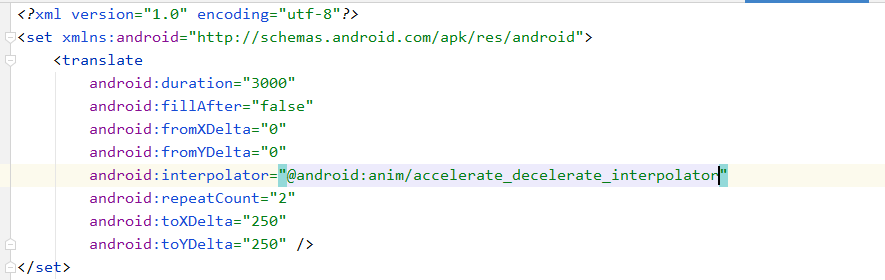 <?xml version="1.0" encoding="utf-8"?>
<set xmlns:android="http://schemas.android.com/apk/res/android">
<translate
android:duration="3000"
android:fillAfter="false"
android:fromXDelta="0"
android:fromYDelta="0"
android:interpolator="@android:anim/accelerate_decelerate_interpolator"
android:repeatCount="2"
android:toXDelta="250"
android:toYDelta="250" />
</set>